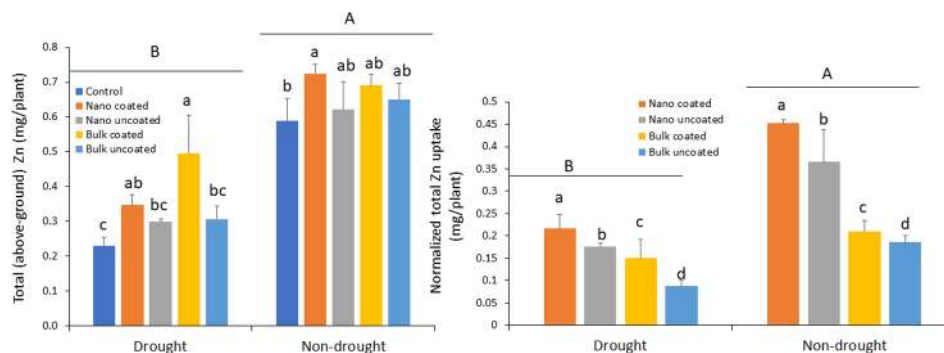 Total (above-ground) Zn (mg/plant)
0.8
0.7
0.6
0.5
0.4
0.3
0.2
0.1
0.0
B
A
Control
Nano coated
Nano uncoated
Bulk coated
Bulk uncoated
c
ab
bc
a
bc
b
a
ab
ab
ab
Drought
Non-drought
Normalized total Zn uptake
(mg/plant)
0.5
0.45
0.4
0.35
0.3
0.25
0.2
0.15
0.1
0.05
0
B
A
Nano coated
Nano uncoated
Bulk coated
Bulk uncoated
a
b
c
d
a
b
c
d
Drought
Non-drought